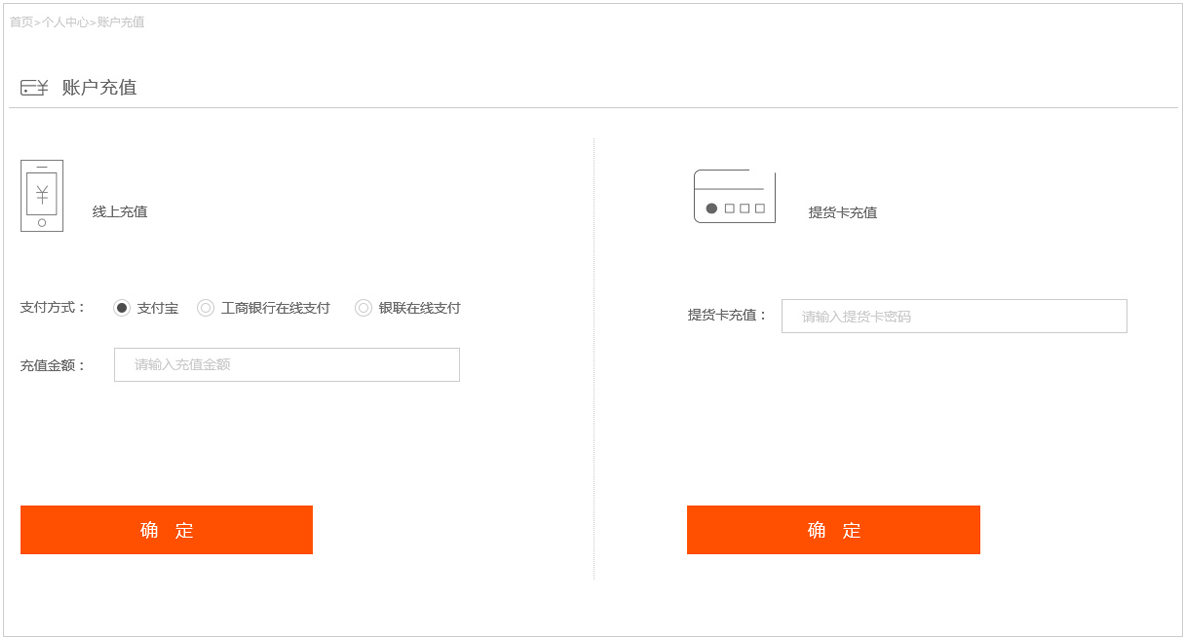 首页>个人中心>账户充值
账户充值
线上充值
支付方式：
支付宝
工商银行在线支付
银联在线支付
充值金额：
请输入充值金额
确 定
提货卡充值
提货卡充值：
请输入提货卡密码
确 定